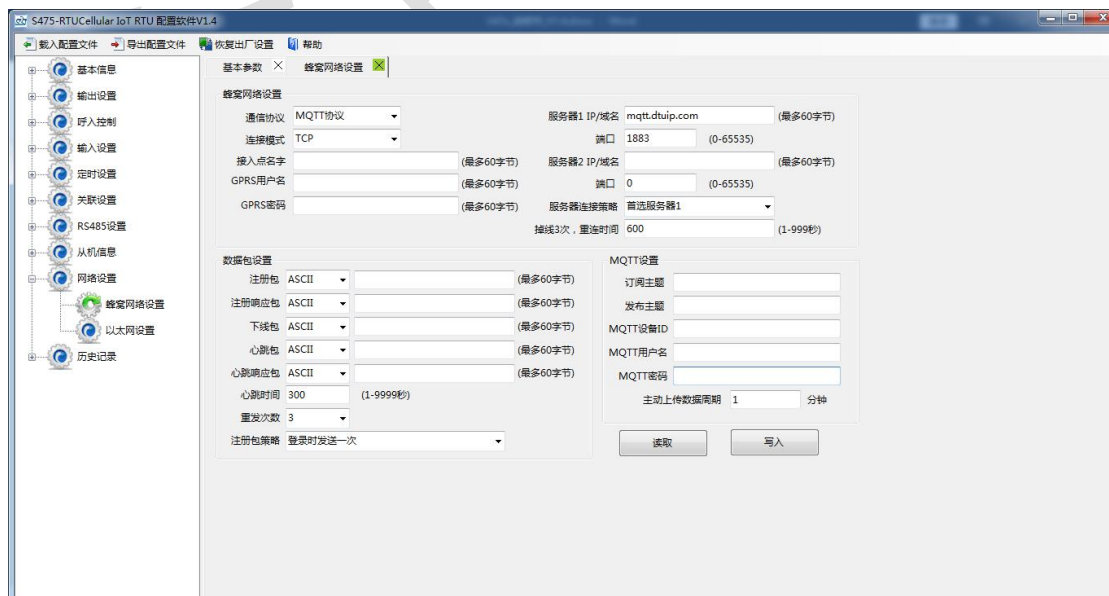 S475-RTUCellular IoT RTU 配置软件V1.4
载入配置文件 导出配置文件 恢复出厂设置 帮助
基本信息
输出设置
呼入控制
输入设置
定时设置
关联设置
RS485设置
从机信息
网络设置
蜂窝网络设置
以太网设置
历史记录
基本参数 蜂窝网络设置
蜂窝网络设置
通信协议 MQTT协议 服务器1 IP/域名 mqtt.dtuip.com (最多60字节)
连接模式 TCP 端口 1883 (0-65535)
接入点名字 (最多60字节) 服务器2 IP/域名 (最多60字节)
GPRS用户名 (最多60字节) 端口 0 (0-65535)
GPRS密码 (最多60字节) 服务器连接策略 首选服务器1
掉线3次，重连时间 600 (1-999秒)
数据包设置
注册包 ASCII (最多60字节)
注册响应包 ASCII (最多60字节)
下线包 ASCII (最多60字节)
心跳包 ASCII (最多60字节)
心跳响应包 ASCII (最多60字节)
心跳时间 300 (1-9999秒)
重发次数 3
注册包策略 登录时发送一次
MQTT设置
订阅主题
发布主题
MQTT设备ID
MQTT用户名
MQTT密码
主动上传数据周期 1 分钟
读取 写入